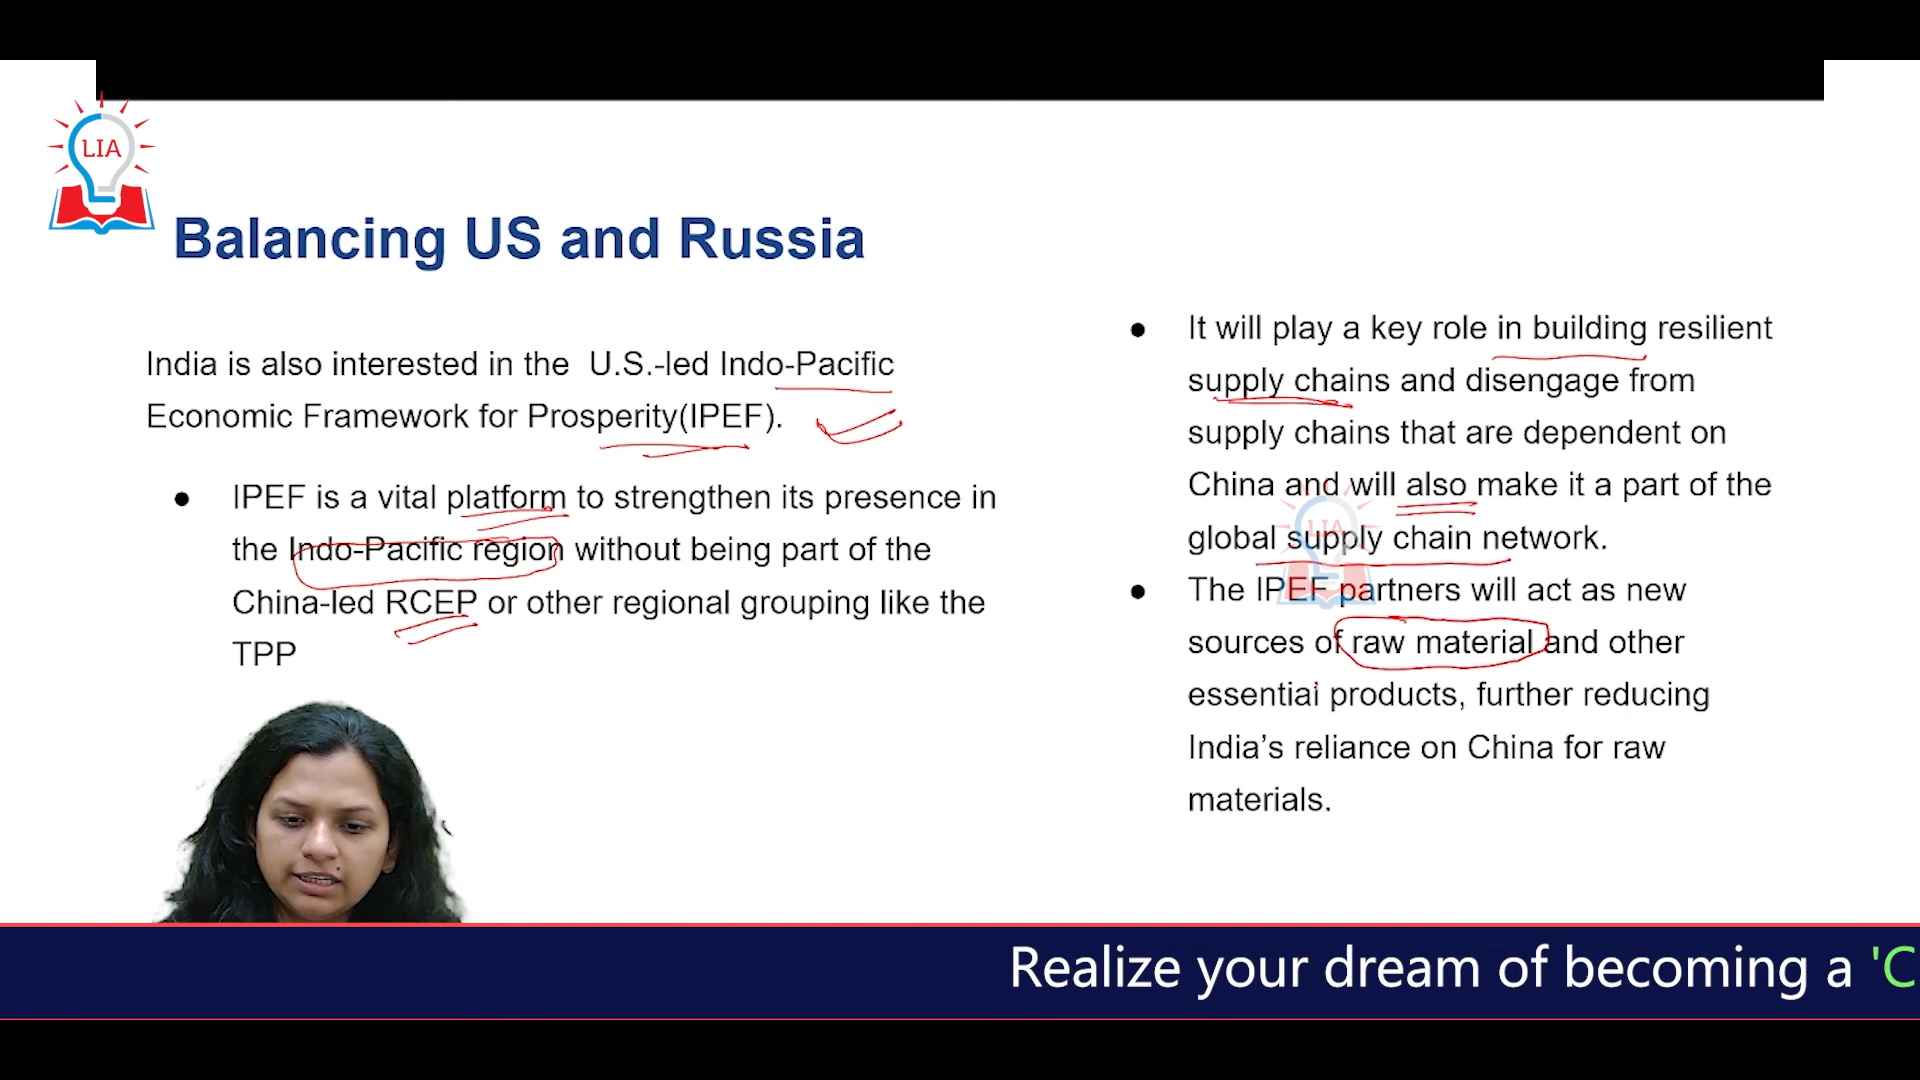 LIA
Balancing US and Russia
India is also interested in the U.S.-led Indo-Pacific
Economic Framework for Prosperity(IPEF).
● IPEF is a vital platform to strengthen its presence in
the Indo-Pacific region without being part of the
China-led RCEP or other regional grouping like the
TPP
● It will play a key role in building resilient
supply chains and disengage from
supply chains that are dependent on
China and will also make it a part of the
global supply chain network.
● The IPEF partners will act as new
sources of raw material and other
essential products, further reducing
India’s reliance on China for raw
materials.
LIA
Realize your dream of becoming a 'C